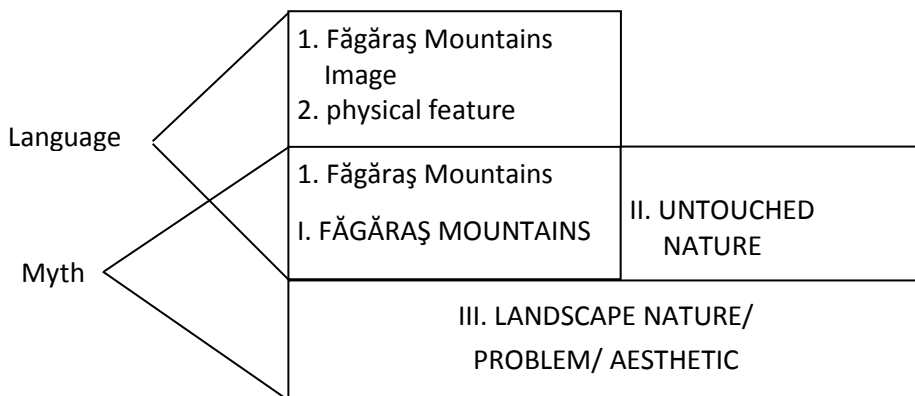 1. Făgăraş Mountains
Image
2. physical feature
Language
1. Făgăraş Mountains
I. FĂGĂRAŞ MOUNTAINS
II. UNTOUCHED
NATURE
Myth
III. LANDSCAPE NATURE/
PROBLEM/ AESTHETIC